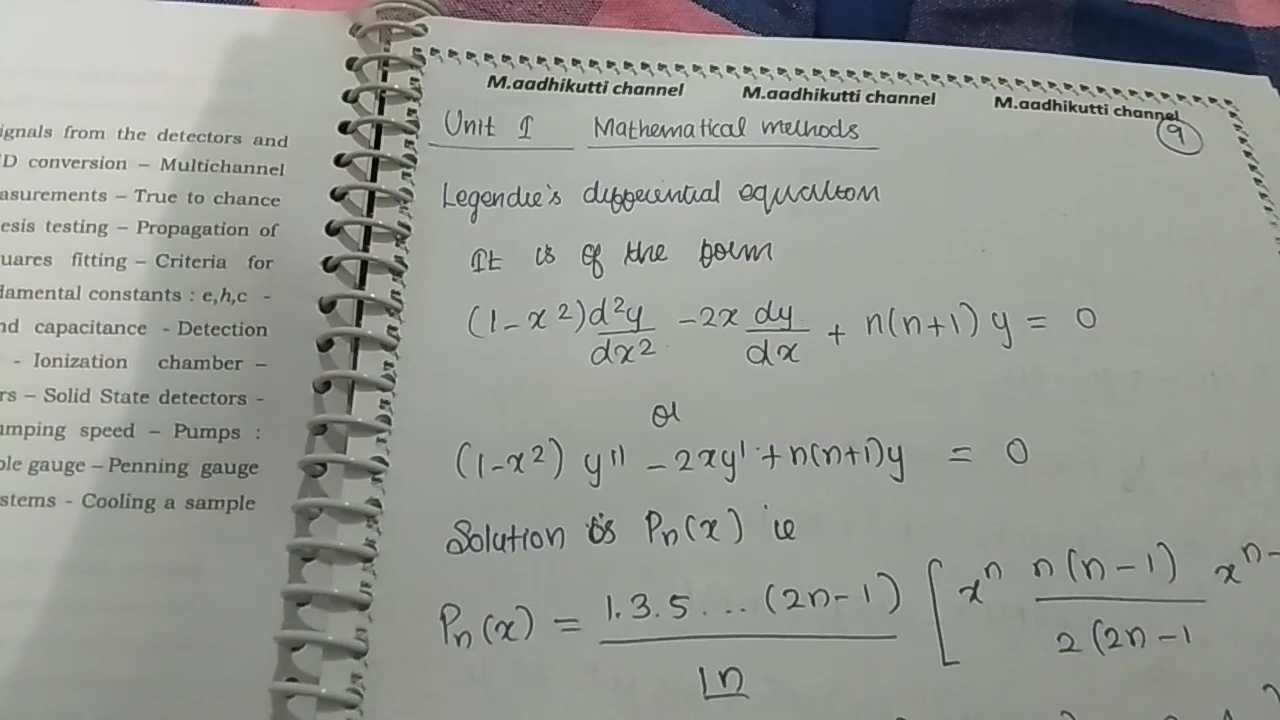 ignals from the detectors and
D conversion – Multichannel
asurements – True to chance
esis testing – Propagation of
uares fitting – Criteria for
damental constants : e,h,c -
nd capacitance - Detection
- Ionization chamber –
rs – Solid State detectors -
umping speed – Pumps :
ole gauge – Penning gauge
stems - Cooling a sample
M.aadhikutti channel M.aadhikutti channel M.aadhikutti channel
9
Unit I Mathematical methods
Legendre's differential equation
It is of the form
(1-x²) d²y/dx² - 2x dy/dx + n(n+1) y = 0
or
(1-x²) y'' - 2xy' + n(n+1)y = 0
Solution is Pn(x) ie
Pn(x) = 1.3.5...(2n-1)/|n [ xⁿ n(n-1)/2(2n-1 xⁿ⁻